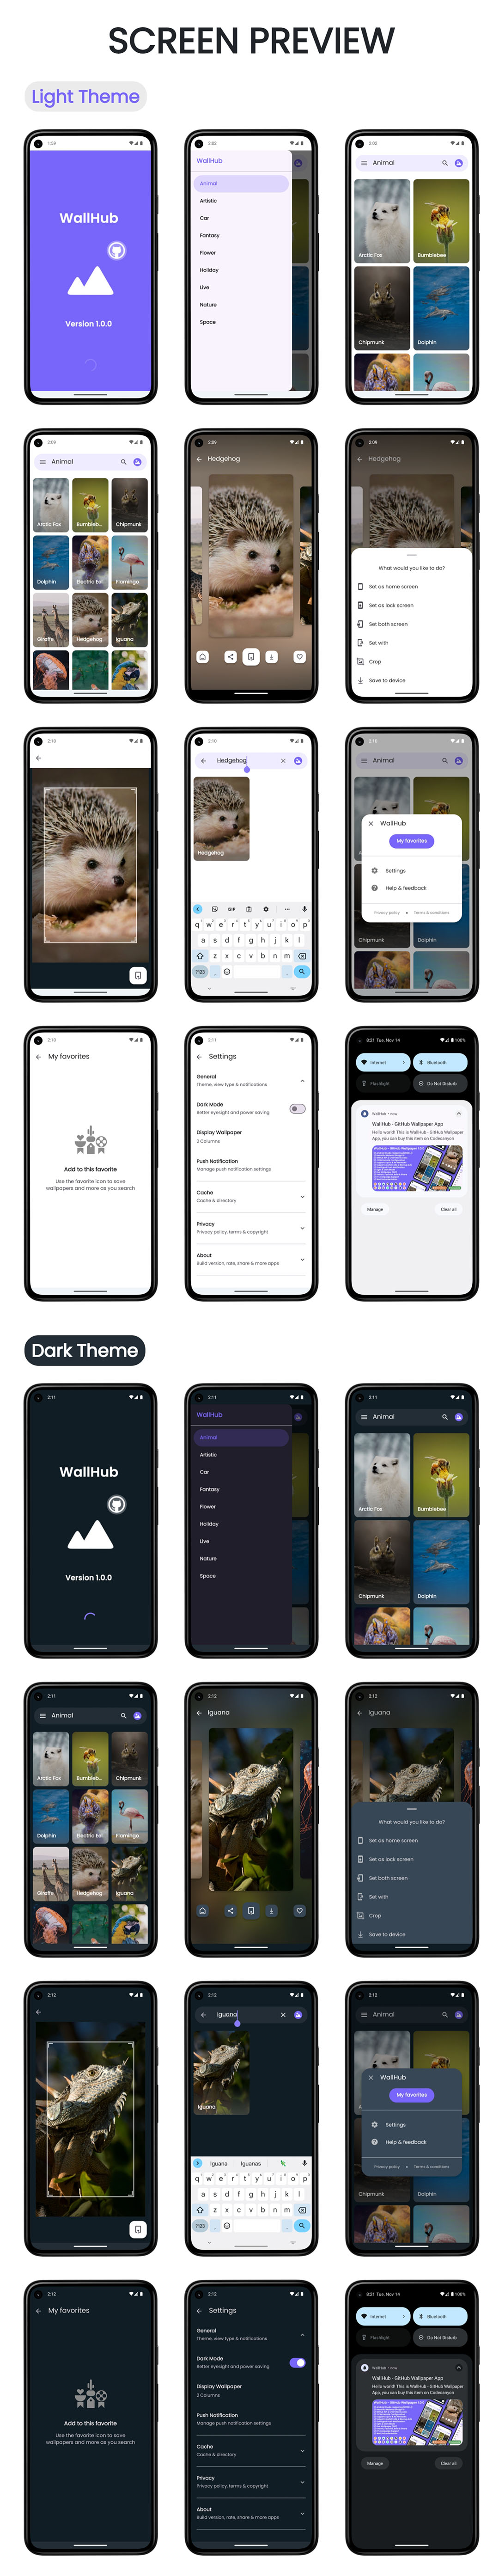 SCREEN PREVIEW
Light Theme
1:59
WallHub
Version 1.0.0
2:02
WallHub
Animal
Artistic
Car
Fantasy
Flower
Holiday
Live
Nature
Space
2:02
Animal
Arctic Fox
Bumblebee
Chipmunk
Dolphin
2:09
Animal
Arctic Fox
Bumbleb...
Chipmunk
Dolphin
Electric Eel
Flamingo
Giraffe
Hedgehog
Iguana
2:09
Hedgehog
2:09
Hedgehog
What would you like to do?
Set as home screen
Set as lock screen
Set both screen
Set with
Crop
Save to device
2:10
2:10
Hedgehog
Hedgehog
GIF
q w e r t y u i o p
a s d f g h j k l
z x c v b n m
?123 , .
2:10
Animal
WallHub
My favorites
Settings
Help & feedback
Privacy policy • Terms & conditions
Chipmunk
Dolphin
2:10
My favorites
Add to this favorite
Use the favorite icon to save
wallpapers and more as you search
2:11
Settings
General
Theme, view type & notifications
Dark Mode
Better eyesight and power saving
Display Wallpaper
2 Columns
Push Notification
Manage push notification settings
Cache
Cache & directory
Privacy
Privacy policy, terms & copyright
About
Build version, rate, share & more apps
8:21 Tue, Nov 14
100%
Internet
Bluetooth
Flashlight
Do Not Disturb
WallHub • now
WallHub - GitHub Wallpaper App
Hello world! This is WallHub - GitHub Wallpaper
App, you can buy this item on Codecanyon
Manage
Clear all
Dark Theme
2:11
WallHub
Version 1.0.0
2:11
WallHub
Animal
Artistic
Car
Fantasy
Flower
Holiday
Live
Nature
Space
2:11
Animal
Arctic Fox
Bumblebee
Chipmunk
Dolphin
2:11
Animal
Arctic Fox
Bumbleb...
Chipmunk
Dolphin
Electric Eel
Flamingo
Giraffe
Hedgehog
Iguana
2:12
Iguana
2:12
Iguana
What would you like to do?
Set as home screen
Set as lock screen
Set both screen
Set with
Crop
Save to device
2:12
2:12
Iguana
Iguana
Iguana
Iguanas
q w e r t y u i o p
a s d f g h j k l
z x c v b n m
?123 , .
2:12
Animal
WallHub
My favorites
Settings
Help & feedback
Privacy policy • Terms & conditions
Chipmunk
Dolphin
2:12
My favorites
Add to this favorite
Use the favorite icon to save
wallpapers and more as you search
2:12
Settings
General
Theme, view type & notifications
Dark Mode
Better eyesight and power saving
Display Wallpaper
3 Columns
Push Notification
Manage push notification settings
Cache
Cache & directory
Privacy
Privacy policy, terms & copyright
About
Build version, rate, share & more apps
8:21 Tue, Nov 14
100%
Internet
Bluetooth
Flashlight
Do Not Disturb
WallHub • now
WallHub - GitHub Wallpaper App
Hello world! This is WallHub - GitHub Wallpaper
App, you can buy this item on Codecanyon
Manage
Clear all